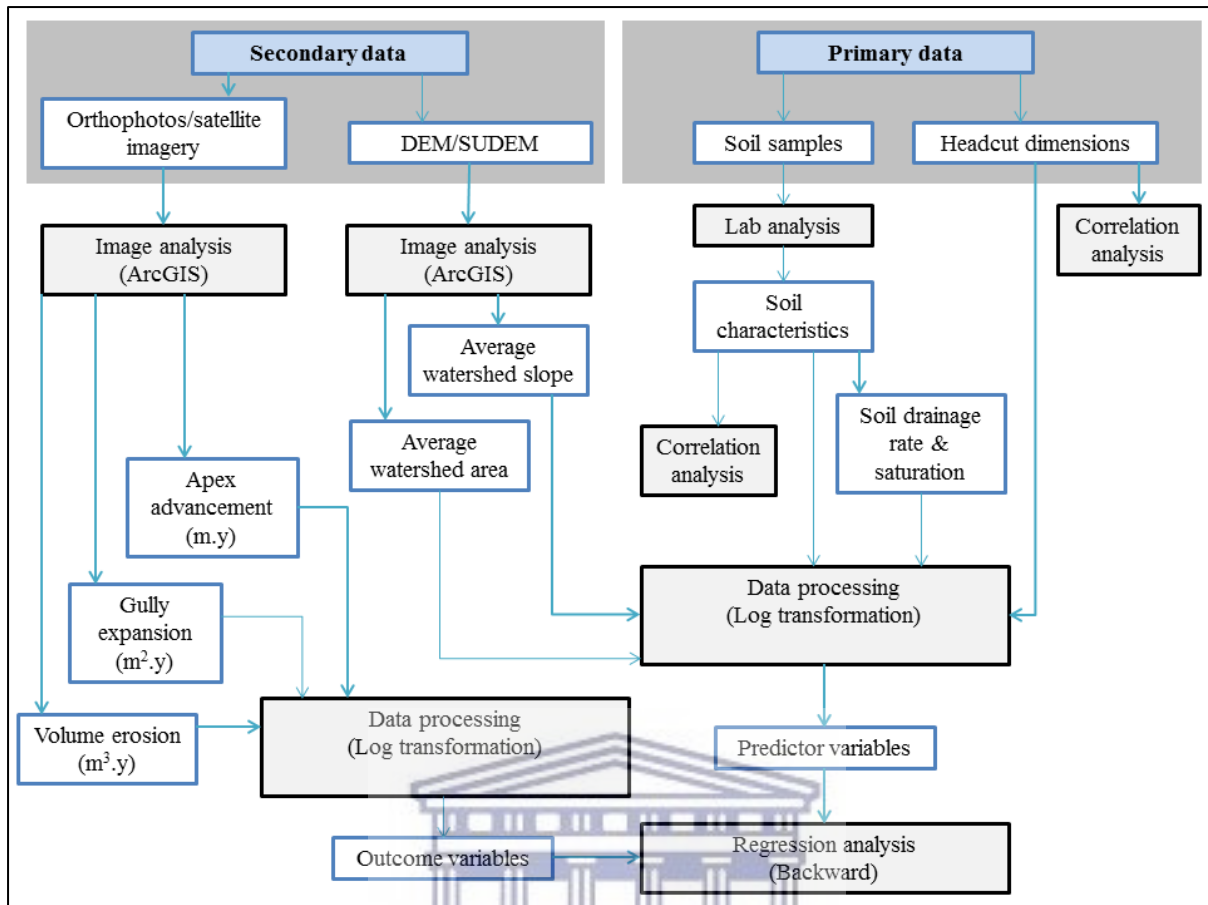 Secondary data
Primary data
Orthophotos/satellite
imagery
DEM/SUDEM
Soil samples
Headcut dimensions
Image analysis
(ArcGIS)
Image analysis
(ArcGIS)
Lab analysis
Correlation
analysis
Soil
characteristics
Average
watershed slope
Average
watershed area
Correlation
analysis
Soil drainage
rate &
saturation
Apex
advancement
(m.y)
Gully
expansion
(m².y)
Volume erosion
(m³.y)
Data processing
(Log transformation)
Data processing
(Log transformation)
Predictor variables
Outcome variables
Regression analysis
(Backward)